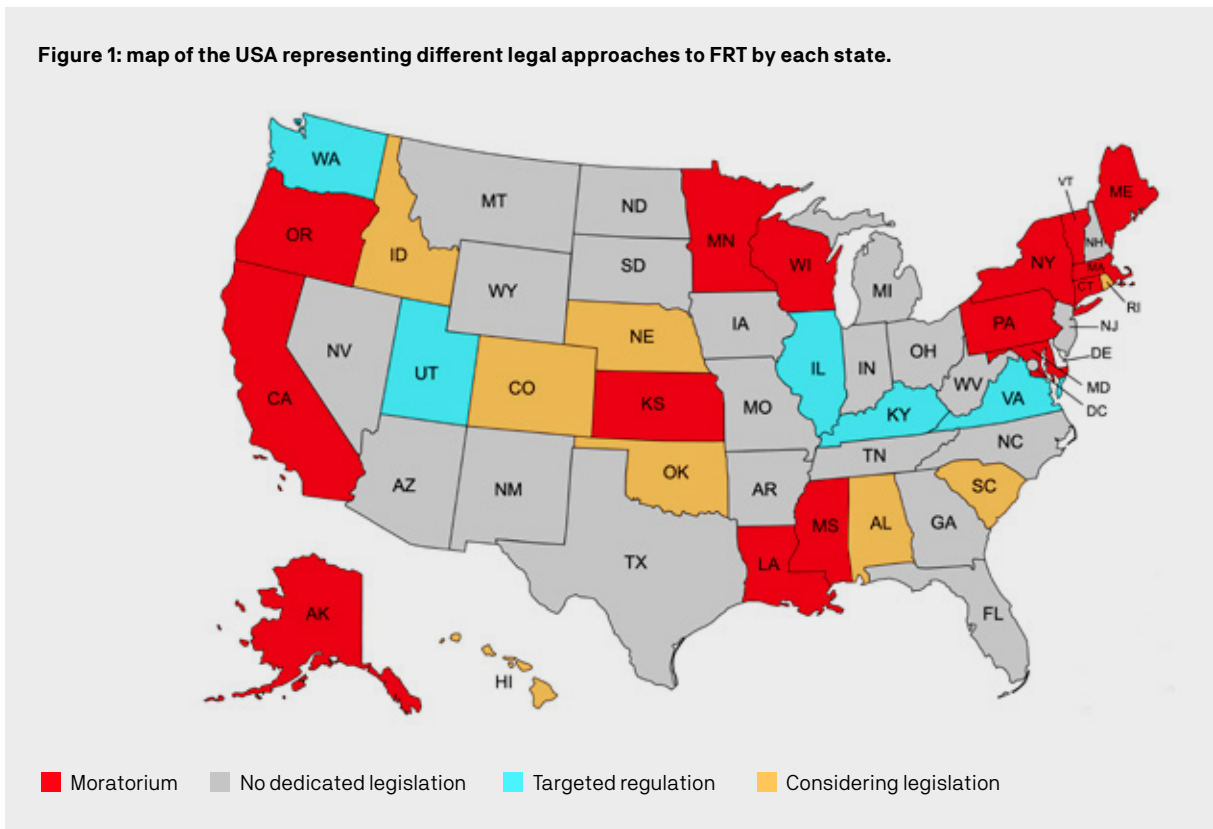 Figure 1: map of the USA representing different legal approaches to FRT by each state.
WA
MT
ND
MN
VT
ME
OR
ID
SD
WI
NH
NY
MA
WY
MI
CT
RI
NE
IA
PA
NJ
NV
UT
CO
IL
IN
OH
DE
CA
KS
MO
WV
VA
MD
KY
DC
AZ
NM
OK
AR
TN
NC
SC
TX
LA
MS
AL
GA
AK
FL
HI
Moratorium
No dedicated legislation
Targeted regulation
Considering legislation